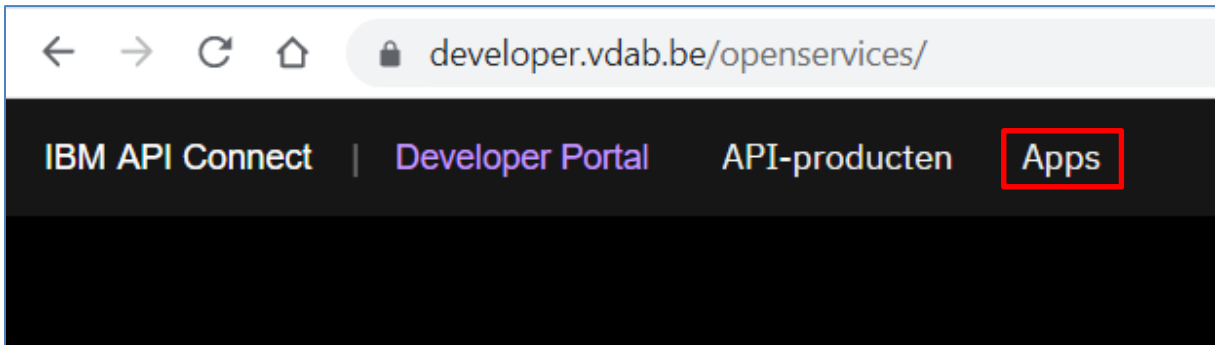 developer.vdab.be/openservices/
IBM API Connect | Developer Portal API-producten Apps